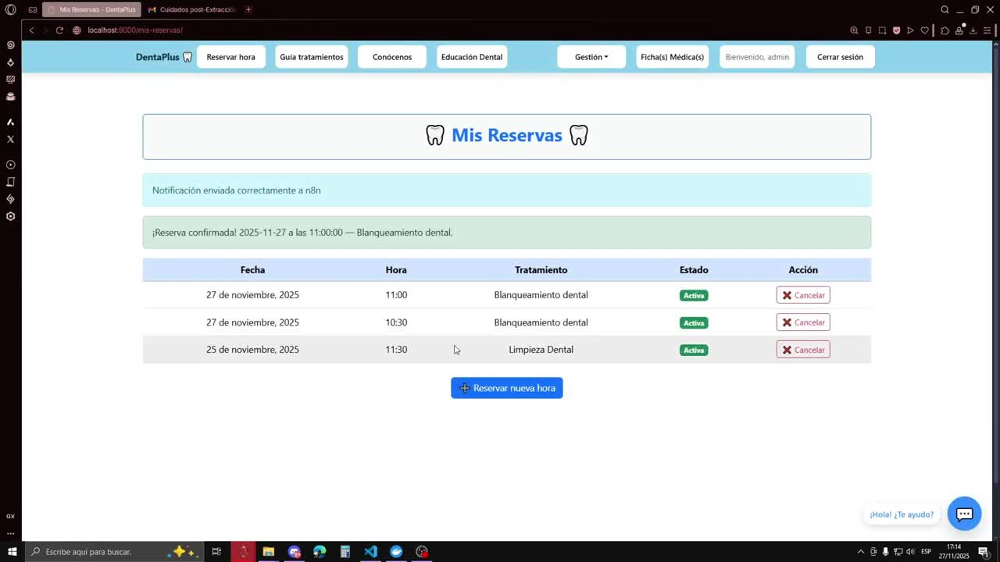 Mis Reservas - DentaPlus
Cuidados post-Extracción
localhost:8000/mis-reservas/
DentaPlus
Reservar hora
Guía tratamientos
Conócenos
Educación Dental
Gestión
Ficha(s) Médica(s)
Bienvenido, admin
Cerrar sesión
Mis Reservas
Notificación enviada correctamente a n8n
¡Reserva confirmada! 2025-11-27 a las 11:00:00 — Blanqueamiento dental.
Fecha Hora Tratamiento Estado Acción
27 de noviembre, 2025 11:00 Blanqueamiento dental Activa Cancelar
27 de noviembre, 2025 10:30 Blanqueamiento dental Activa Cancelar
25 de noviembre, 2025 11:30 Limpieza Dental Activa Cancelar
Reservar nueva hora
¡Hola! ¿Te ayudo?
GX
Escribe aquí para buscar.
ESP
17:14
27/11/2025